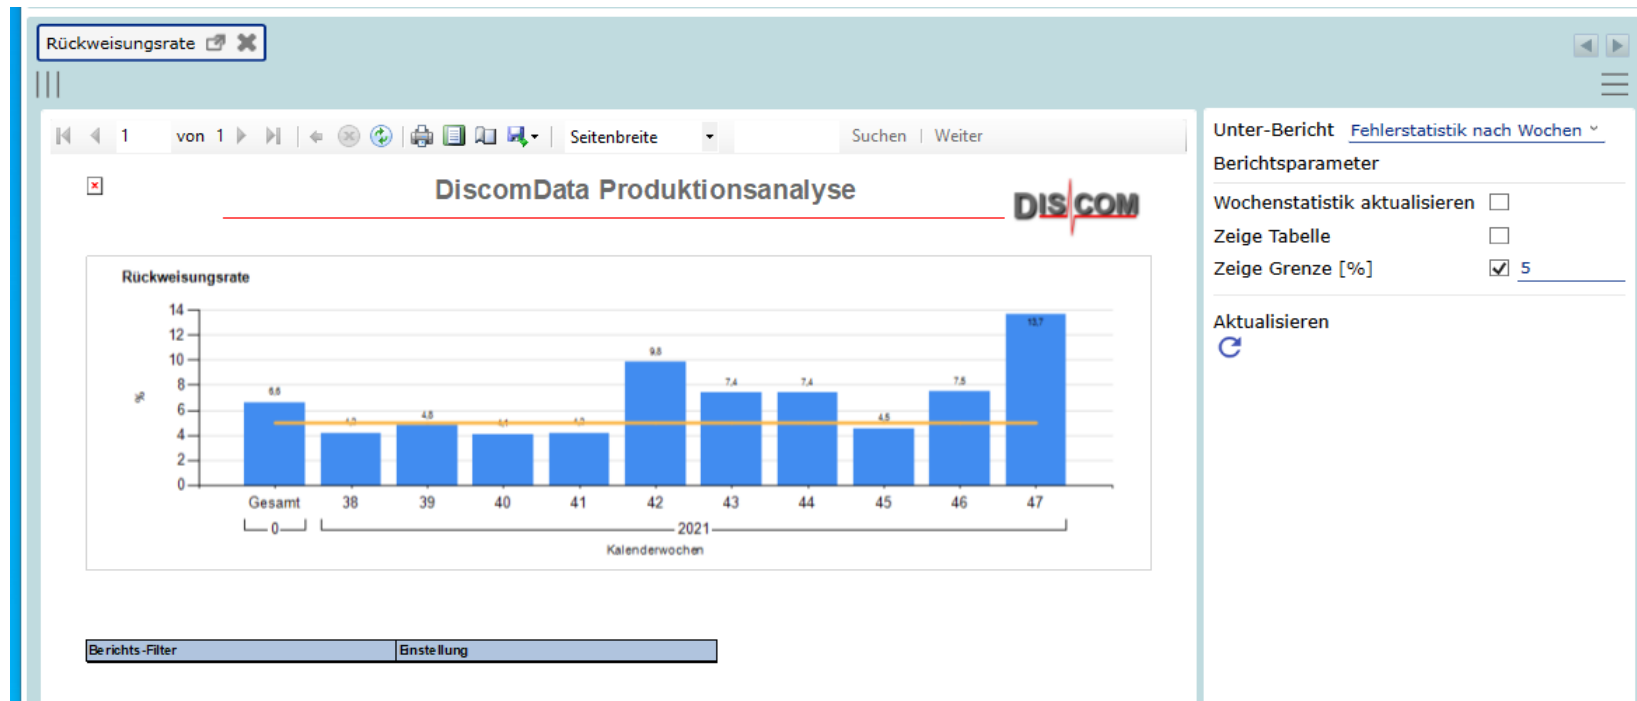 Rückweisungsrate
1 von 1 Seitenbreite Suchen | Weiter
DiscomData Produktionsanalyse
DISCOM
Rückweisungsrate
14
12
10
8
6
4
2
0
%
6,6
4,8
9,8
7,4
7,4
4,5
7,5
13,7
Gesamt 38 39 40 41 42 43 44 45 46 47
0 2021
Kalenderwochen
Berichts-Filter Einstellung
Unter-Bericht Fehlerstatistik nach Wochen
Berichtsparameter
Wochenstatistik aktualisieren
Zeige Tabelle
Zeige Grenze [%] 5
Aktualisieren